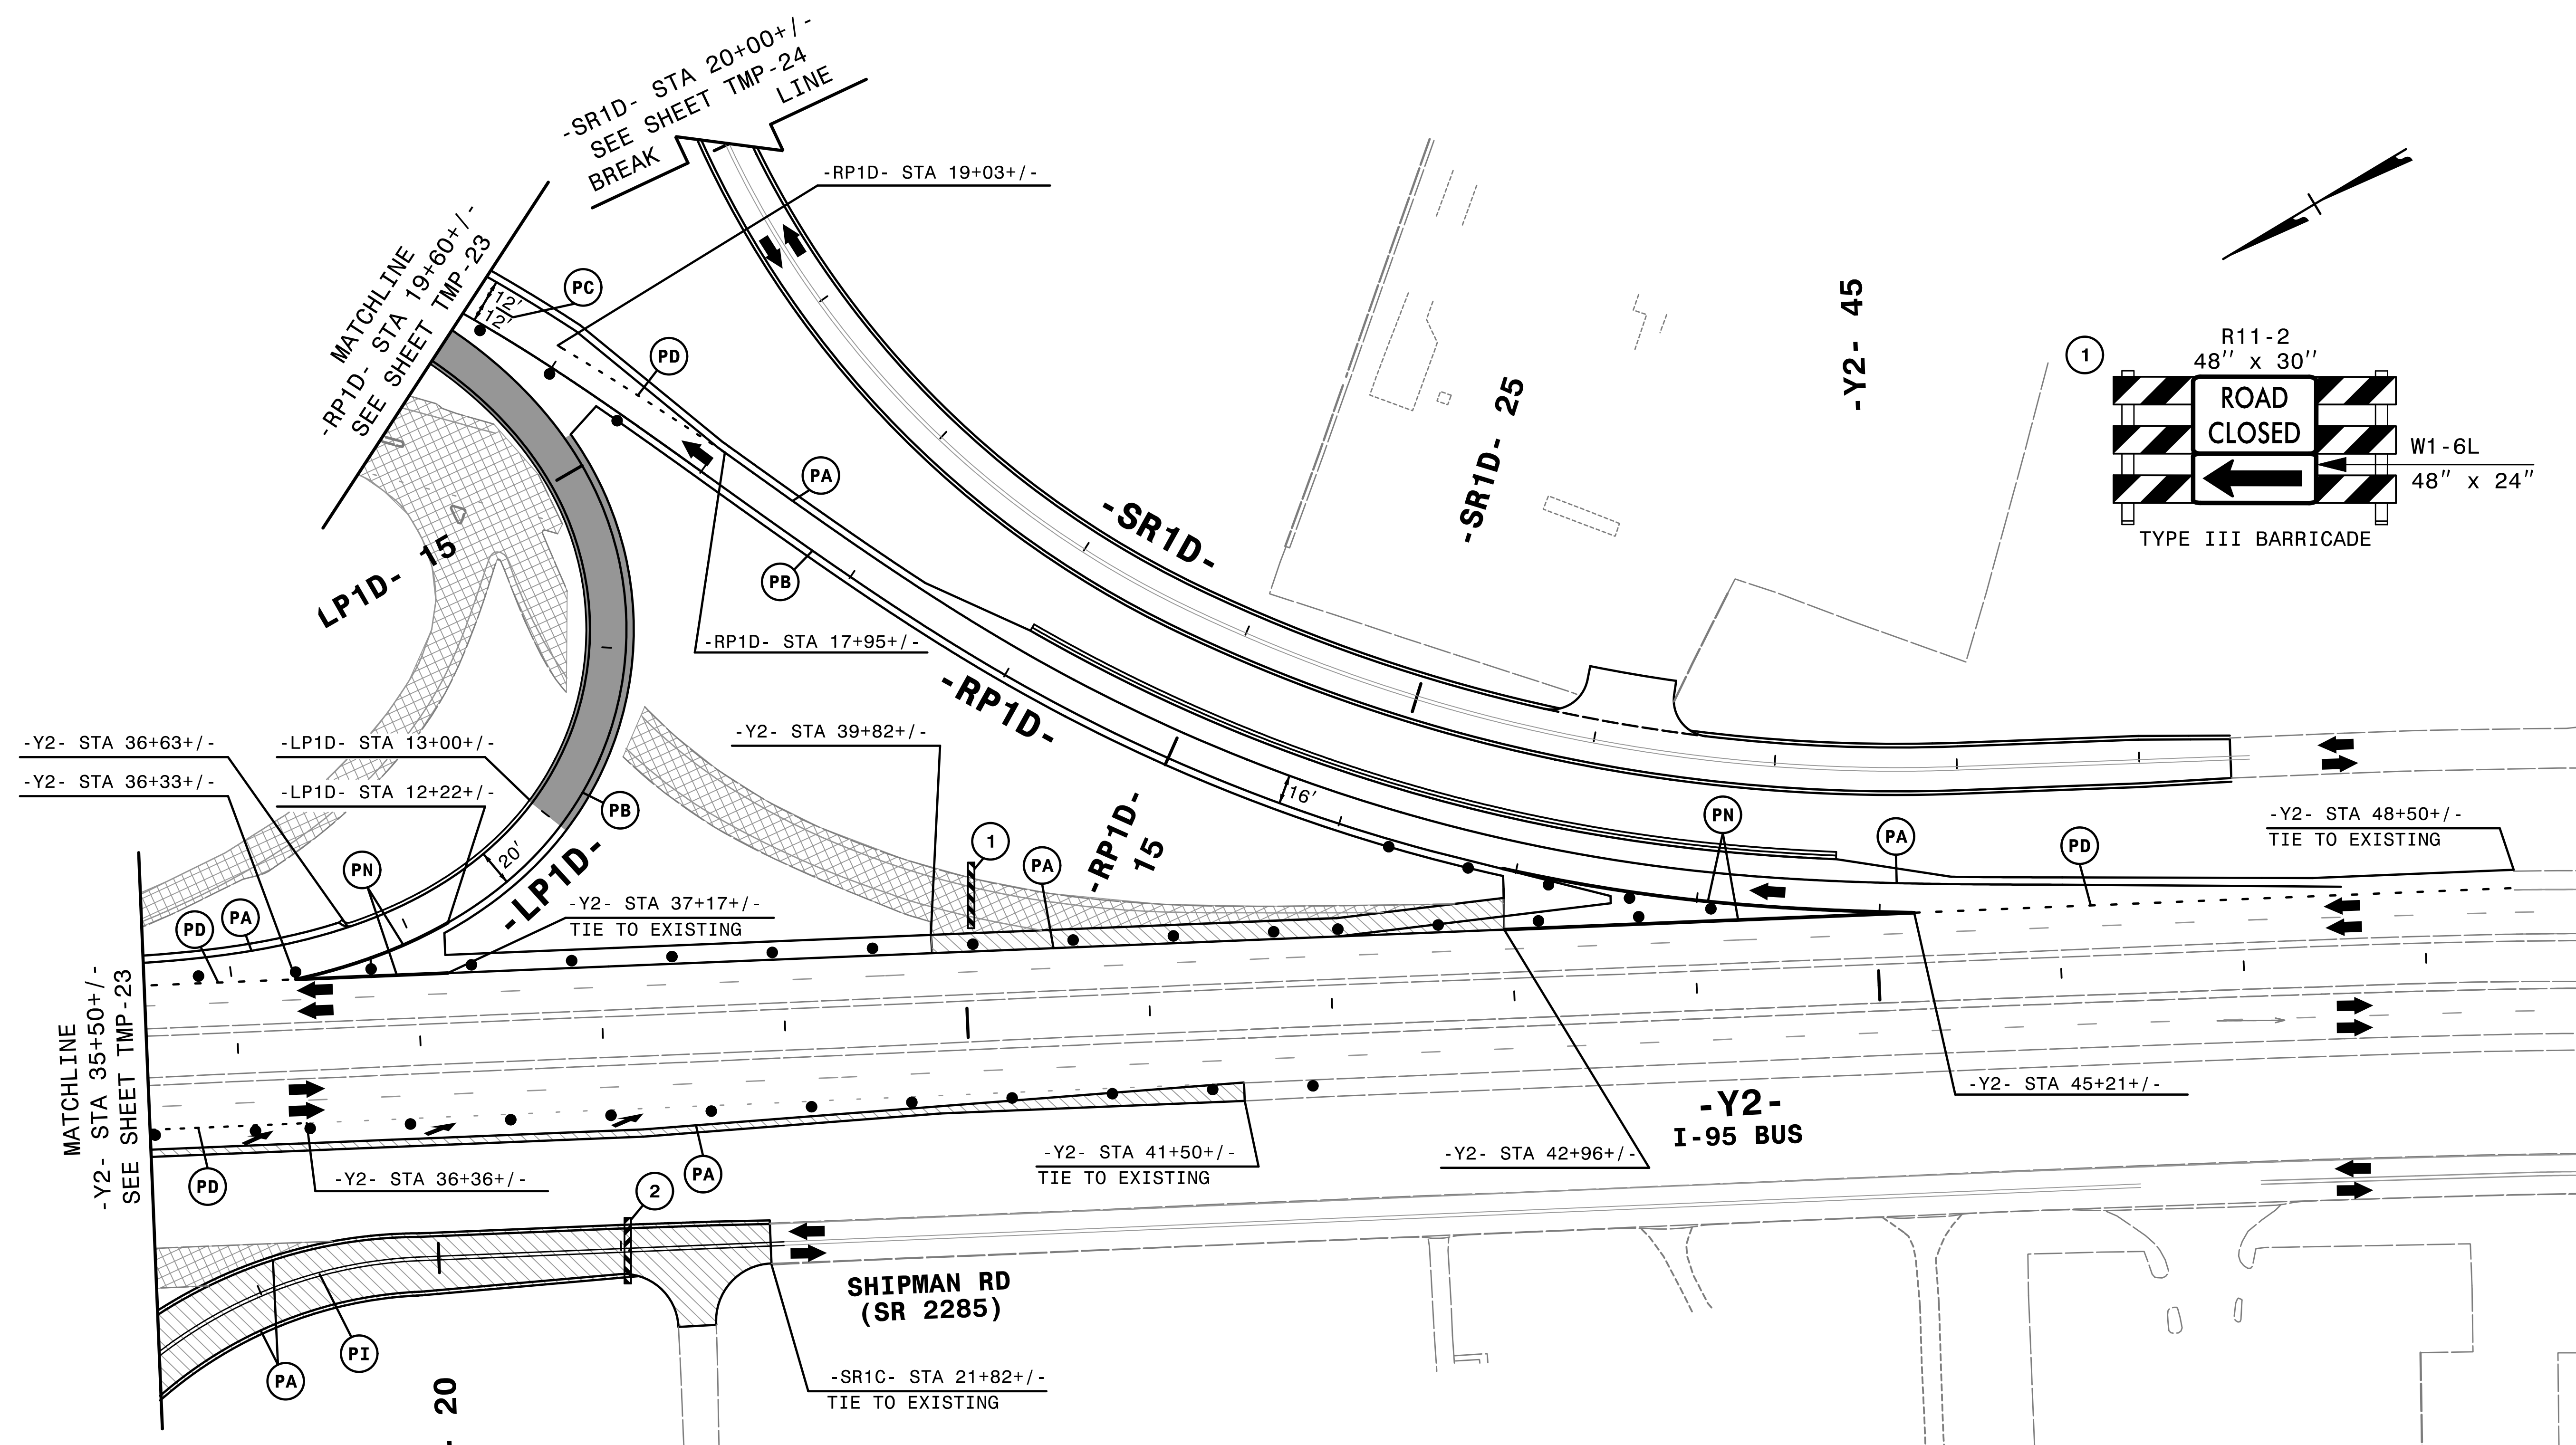 -SR1D- STA 20+00+/-
SEE SHEET TMP-24
BREAK LINE
-RP1D- STA 19+03+/-
MATCHLINE
-RP1D- STA 19+60+/-
SEE SHEET TMP-23
PC
12'
12'
PD
PA
PB
-RP1D- STA 17+95+/-
-SR1D-
-SR1D- 25
-Y2- 45
1
R11-2
48" x 30"
ROAD
CLOSED
W1-6L
48" x 24"
TYPE III BARRICADE
LP1D- 15
-RP1D-
-Y2- STA 36+63+/-
-LP1D- STA 13+00+/-
-Y2- STA 36+33+/-
-LP1D- STA 12+22+/-
-Y2- STA 39+82+/-
PB
20'
-LP1D-
PN
PD
PA
-Y2- STA 37+17+/-
TIE TO EXISTING
1
PA
-RP1D-
15
16'
PN
PA
PD
-Y2- STA 48+50+/-
TIE TO EXISTING
MATCHLINE
-Y2- STA 35+50+/-
SEE SHEET TMP-23
PD
-Y2- STA 36+36+/-
PA
2
-Y2- STA 41+50+/-
TIE TO EXISTING
-Y2- STA 42+96+/-
-Y2-
I-95 BUS
-Y2- STA 45+21+/-
SHIPMAN RD
(SR 2285)
PA
PI
-SR1C- STA 21+82+/-
TIE TO EXISTING
- 20